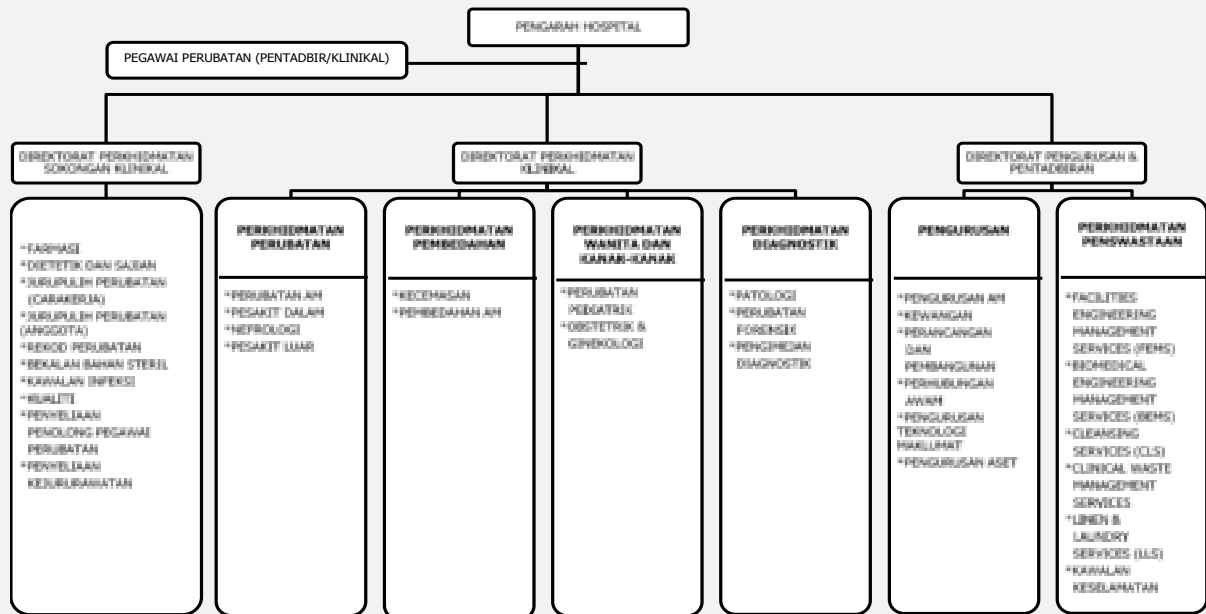 PENGARAH HOSPITAL
PEGAWAI PERUBATAN (PENTADBIR/KLINIKAL)
DIREKTORAT PERKHIDMATAN
SOKONGAN KLINIKAL
DIREKTORAT PERKHIDMATAN
KLINIKAL
DIREKTORAT PENGURUSAN &
PENTADBIRAN
*FARMASI
*DIETETIK DAN SAJIAN
*JURUPULIH PERUBATAN
(CARAKERJA)
*JURUPULIH PERUBATAN
(ANGGOTA)
*REKOD PERUBATAN
*BEKALAN BAHAN STERIL
*KAWALAN INFEKSI
*KUALITI
*PENYELIAAN
PENOLONG PEGAWAI
PERUBATAN
*PENYELIAAN
KEJURURAWATAN
PERKHIDMATAN
PERUBATAN
*PERUBATAN AM
*PESAKIT DALAM
*NEFROLOGI
*PESAKIT LUAR
PERKHIDMATAN
PEMBEDAHAN
*KECEMASAN
*PEMBEDAHAN AM
PERKHIDMATAN
WANITA DAN
KANAK-KANAK
*PERUBATAN
PEDIATRIK
*OBSTETRIK &
GINEKOLOGI
PERKHIDMATAN
DIAGNOSTIK
*PATOLOGI
*PERUBATAN
FORENSIK
*PENGIMEJAN
DIAGNOSTIK
PENGURUSAN
*PENGURUSAN AM
*KEWANGAN
*PERANCANGAN
DAN
PEMBANGUNAN
*PERHUBUNGAN
AWAM
*PENGURUSAN
TEKNOLOGI
MAKLUMAT
*PENGURUSAN ASET
PERKHIDMATAN
PENSWASTAAN
*FACILITIES
ENGINEERING
MANAGEMENT
SERVICES (FEMS)
*BIOMEDICAL
ENGINEERING
MANAGEMENT
SERVICES (BEMS)
*CLEANSING
SERVICES (CLS)
*CLINICAL WASTE
MANAGEMENT
SERVICES
*LINEN &
LAUNDRY
SERVICES (LLS)
*KAWALAN
KESELAMATAN